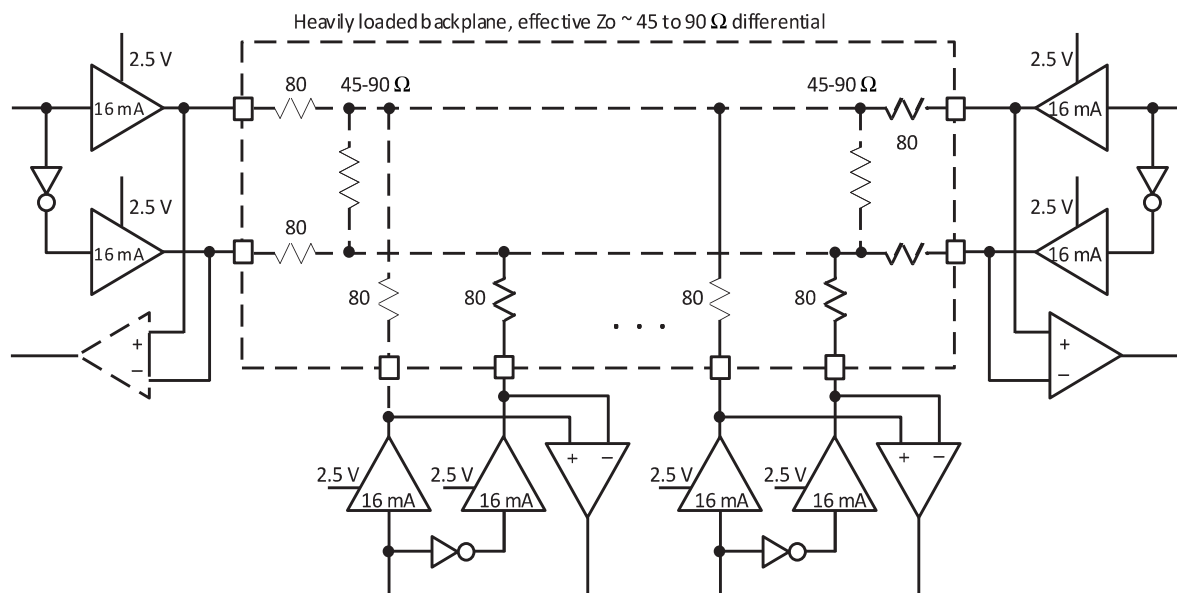 Heavily loaded backplane, effective Zo ~ 45 to 90 Ω differential
2.5 V
16 mA
80
45-90 Ω
45-90 Ω
80
2.5 V
16 mA
2.5 V
16 mA
80
2.5 V
16 mA
80
80
80
80
. . .
+
−
+
−
2.5 V
16 mA
2.5 V
16 mA
+ −
2.5 V
16 mA
2.5 V
16 mA
+ −